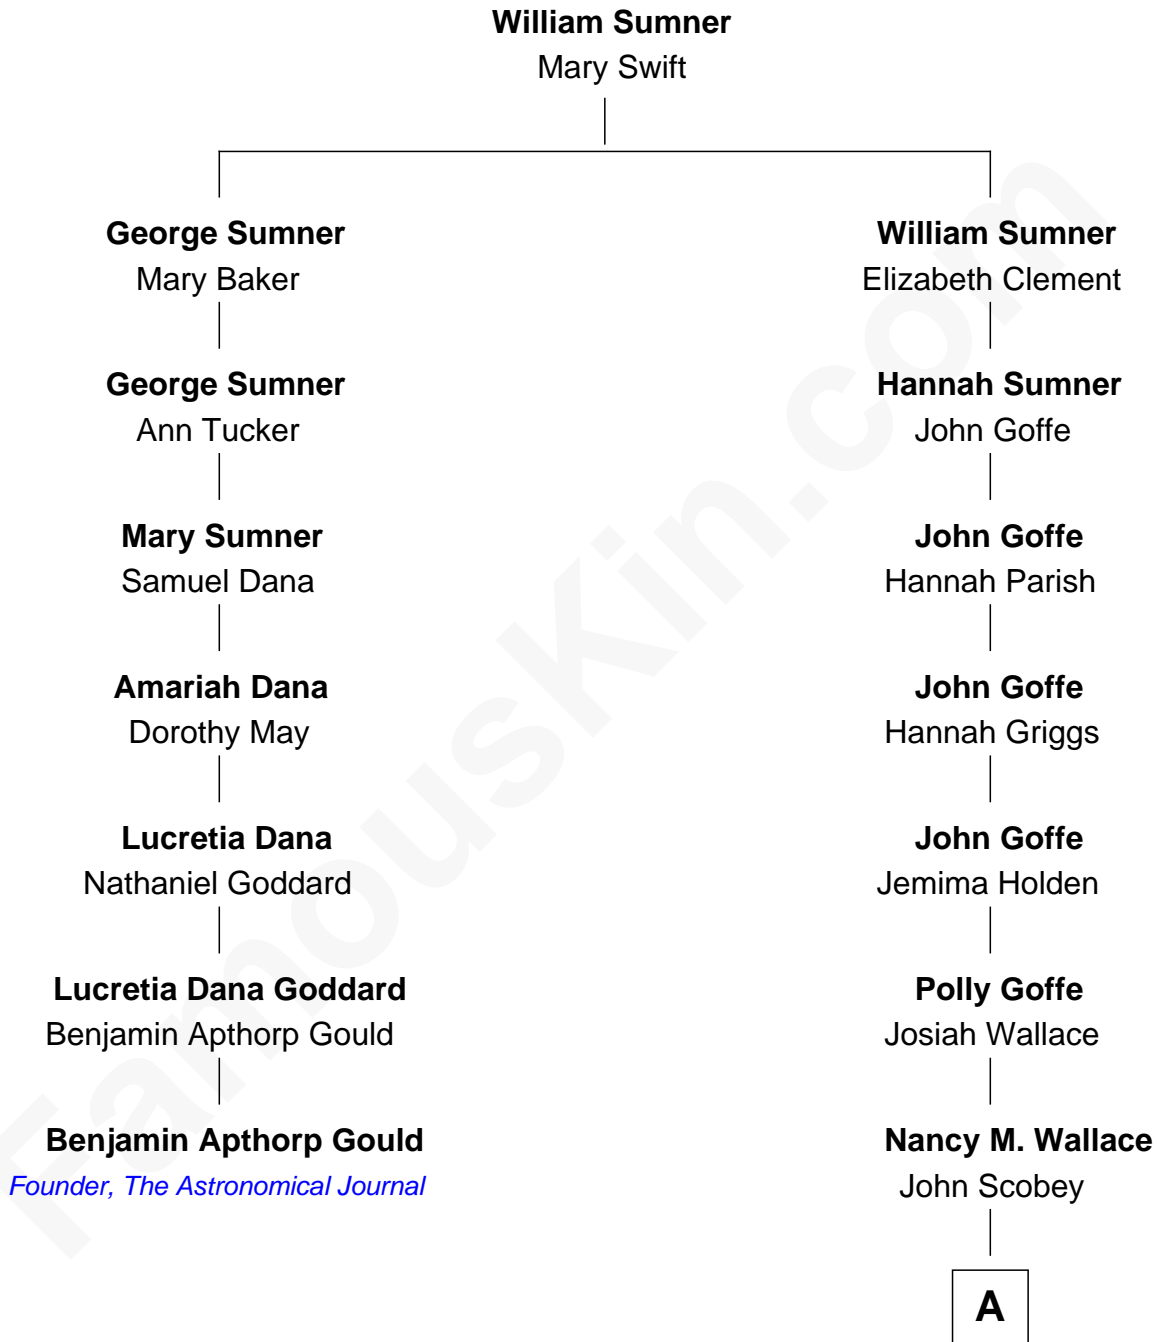 William Sumner
Mary Swift
George Sumner
Mary Baker
William Sumner
Elizabeth Clement
George Sumner
Ann Tucker
Hannah Sumner
John Goffe
Mary Sumner
Samuel Dana
John Goffe
Hannah Parish
Amariah Dana
Dorothy May
John Goffe
Hannah Griggs
Lucretia Dana
Nathaniel Goddard
John Goffe
Jemima Holden
Lucretia Dana Goddard
Benjamin Apthorp Gould
Polly Goffe
Josiah Wallace
Benjamin Apthorp Gould
Founder, The Astronomical Journal
Nancy M. Wallace
John Scobey
A
FamousKin.com